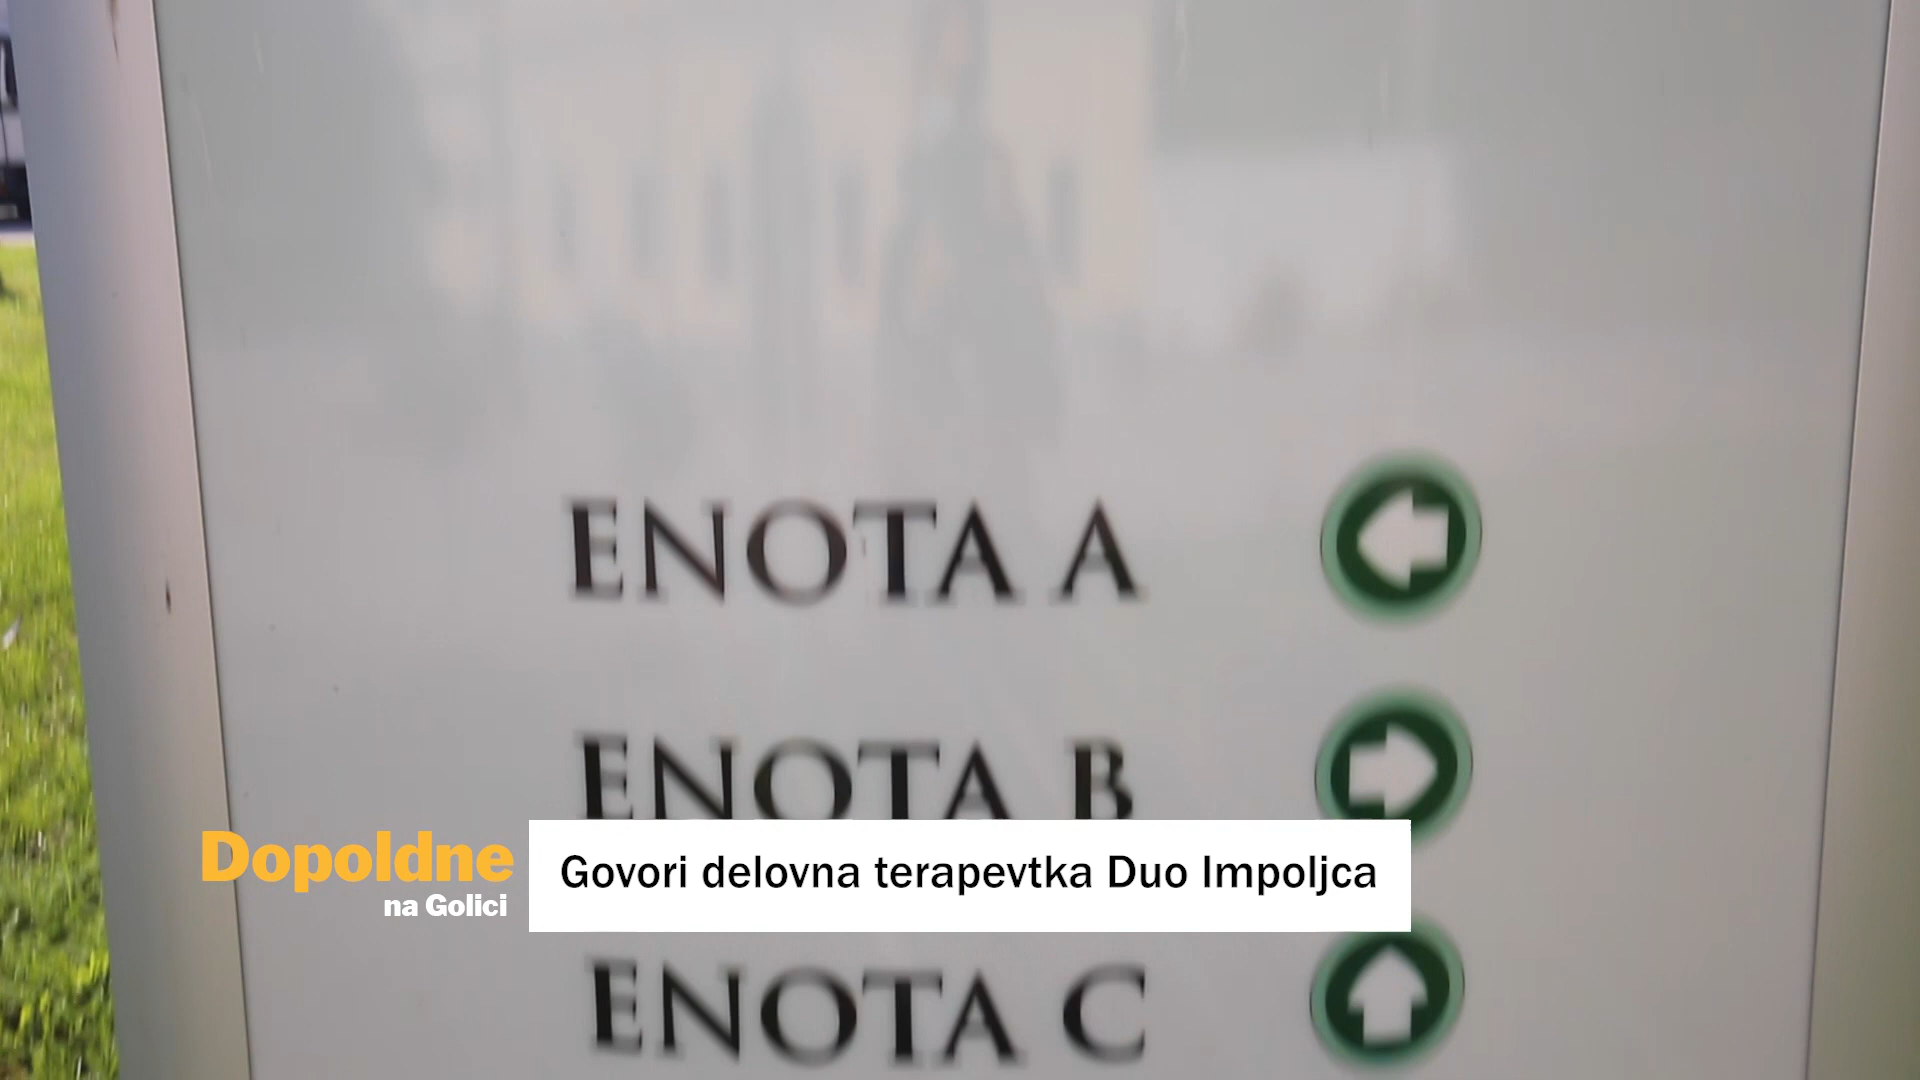 ENOTA A
ENOTA B
Dopoldne
na Golici
Govori delovna terapevtka Duo Impoljca
ENOTA C